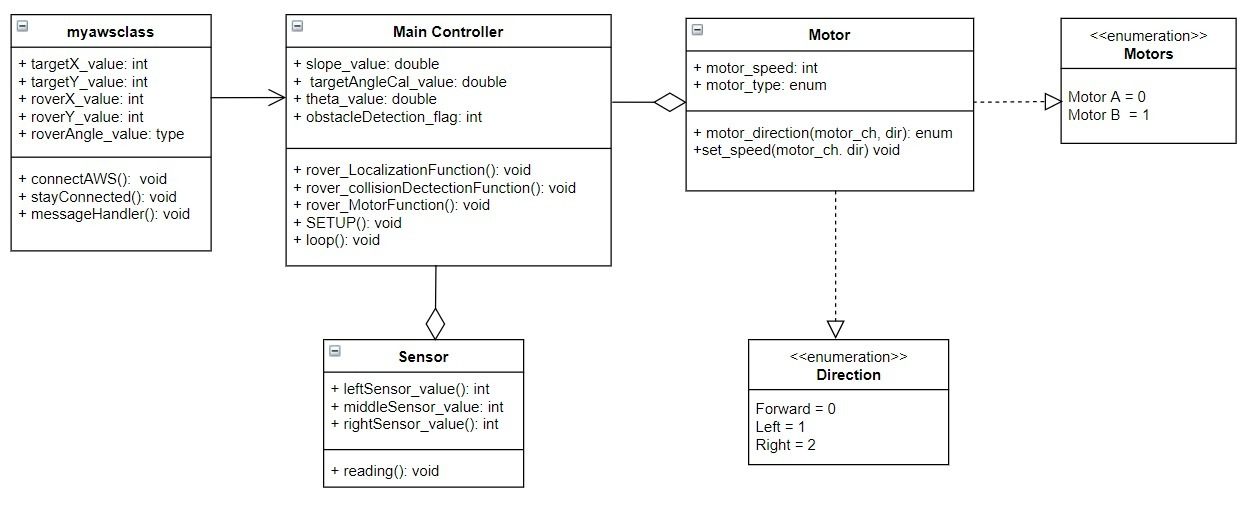 myawsclass
+ targetX_value: int
+ targetY_value: int
+ roverX_value: int
+ roverY_value: int
+ roverAngle_value: type
+ connectAWS():  void
+ stayConnected(): void
+ messageHandler(): void
Main Controller
+ slope_value: double
+  targetAngleCal_value: double
+ theta_value: double
+ obstacleDetection_flag: int
+ rover_LocalizationFunction(): void
+ rover_collisionDectectionFunction(): void
+ rover_MotorFunction(): void
+ SETUP(): void
+ loop(): void
Motor
+ motor_speed: int
+ motor_type: enum
+ motor_direction(motor_ch, dir): enum
+set_speed(motor_ch. dir) void
<<enumeration>>
Motors
Motor A = 0
Motor B  = 1
Sensor
+ leftSensor_value(): int
+ middleSensor_value: int
+ rightSensor_value(): int
+ reading(): void
<<enumeration>>
Direction
Forward = 0
Left = 1
Right = 2